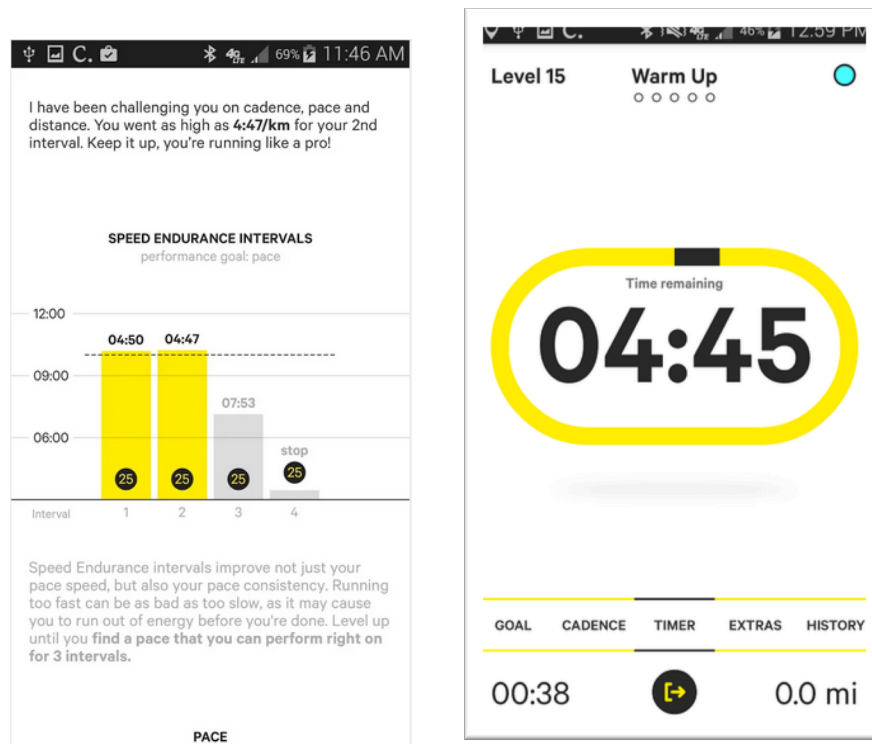 C. 4G LTE 69% 11:46 AM
I have been challenging you on cadence, pace and
distance. You went as high as 4:47/km for your 2nd
interval. Keep it up, you're running like a pro!
SPEED ENDURANCE INTERVALS
performance goal: pace
12:00
04:50 04:47
09:00
07:53
06:00
stop
25 25 25 25
Interval 1 2 3 4
Speed Endurance intervals improve not just your
pace speed, but also your pace consistency. Running
too fast can be as bad as too slow, as it may cause
you to run out of energy before you're done. Level up
until you find a pace that you can perform right on
for 3 intervals.
PACE
C. 4G LTE 46% 12:59 PM
Level 15 Warm Up
Time remaining
04:45
GOAL CADENCE TIMER EXTRAS HISTORY
00:38 0.0 mi